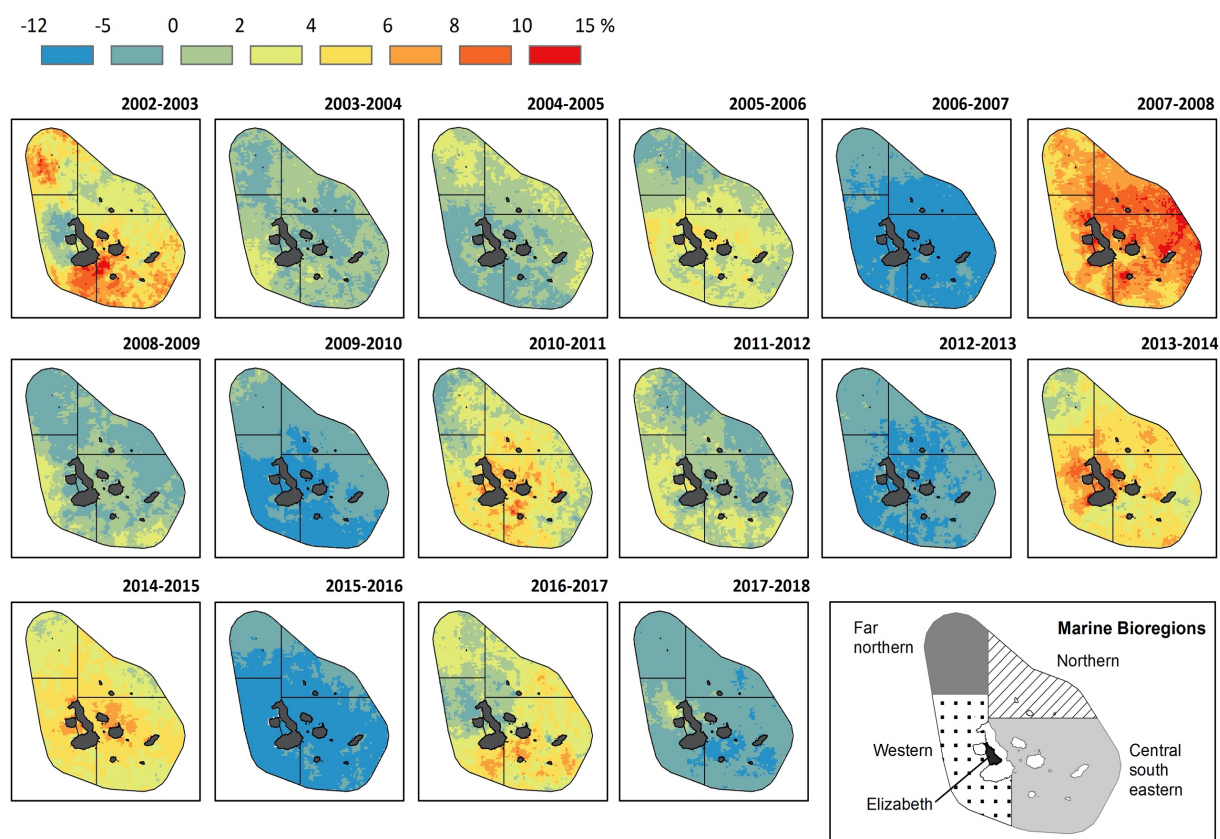 -12 -5 0 2 4 6 8 10 15 %
2002-2003 2003-2004 2004-2005 2005-2006 2006-2007 2007-2008
2008-2009 2009-2010 2010-2011 2011-2012 2012-2013 2013-2014
2014-2015 2015-2016 2016-2017 2017-2018
Marine Bioregions
Far
northern
Northern
Western
Elizabeth
Central
south
eastern